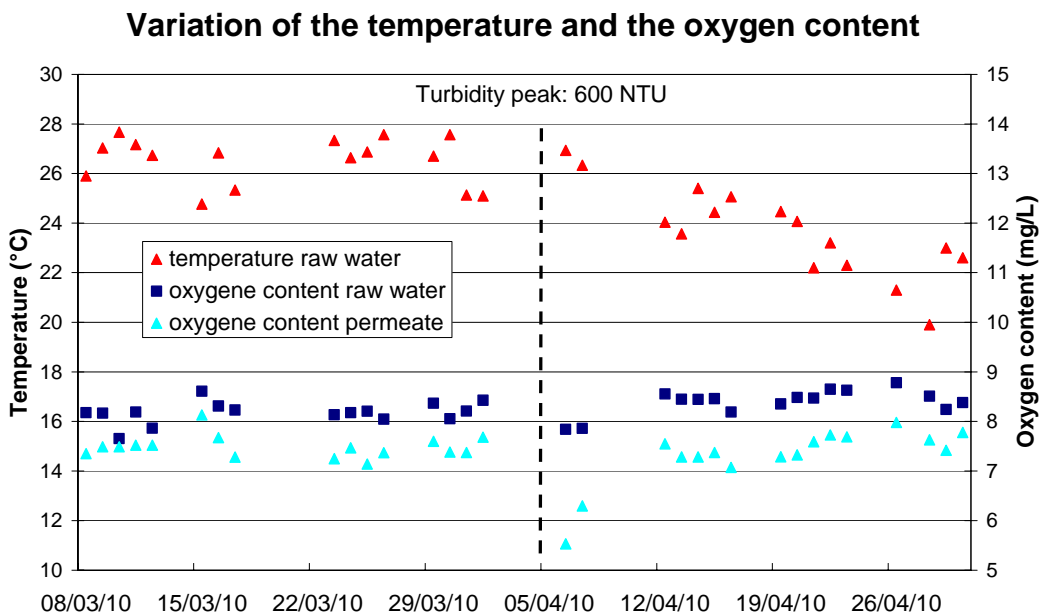 Variation of the temperature and the oxygen content
30
28
26
24
22
20
18
16
14
12
10
Temperature (°C)
Turbidity peak: 600 NTU
temperature raw water
oxygene content raw water
oxygene content permeate
15
14
13
12
11
10
9
8
7
6
5
Oxygen content (mg/L)
08/03/10 15/03/10 22/03/10 29/03/10 05/04/10 12/04/10 19/04/10 26/04/10